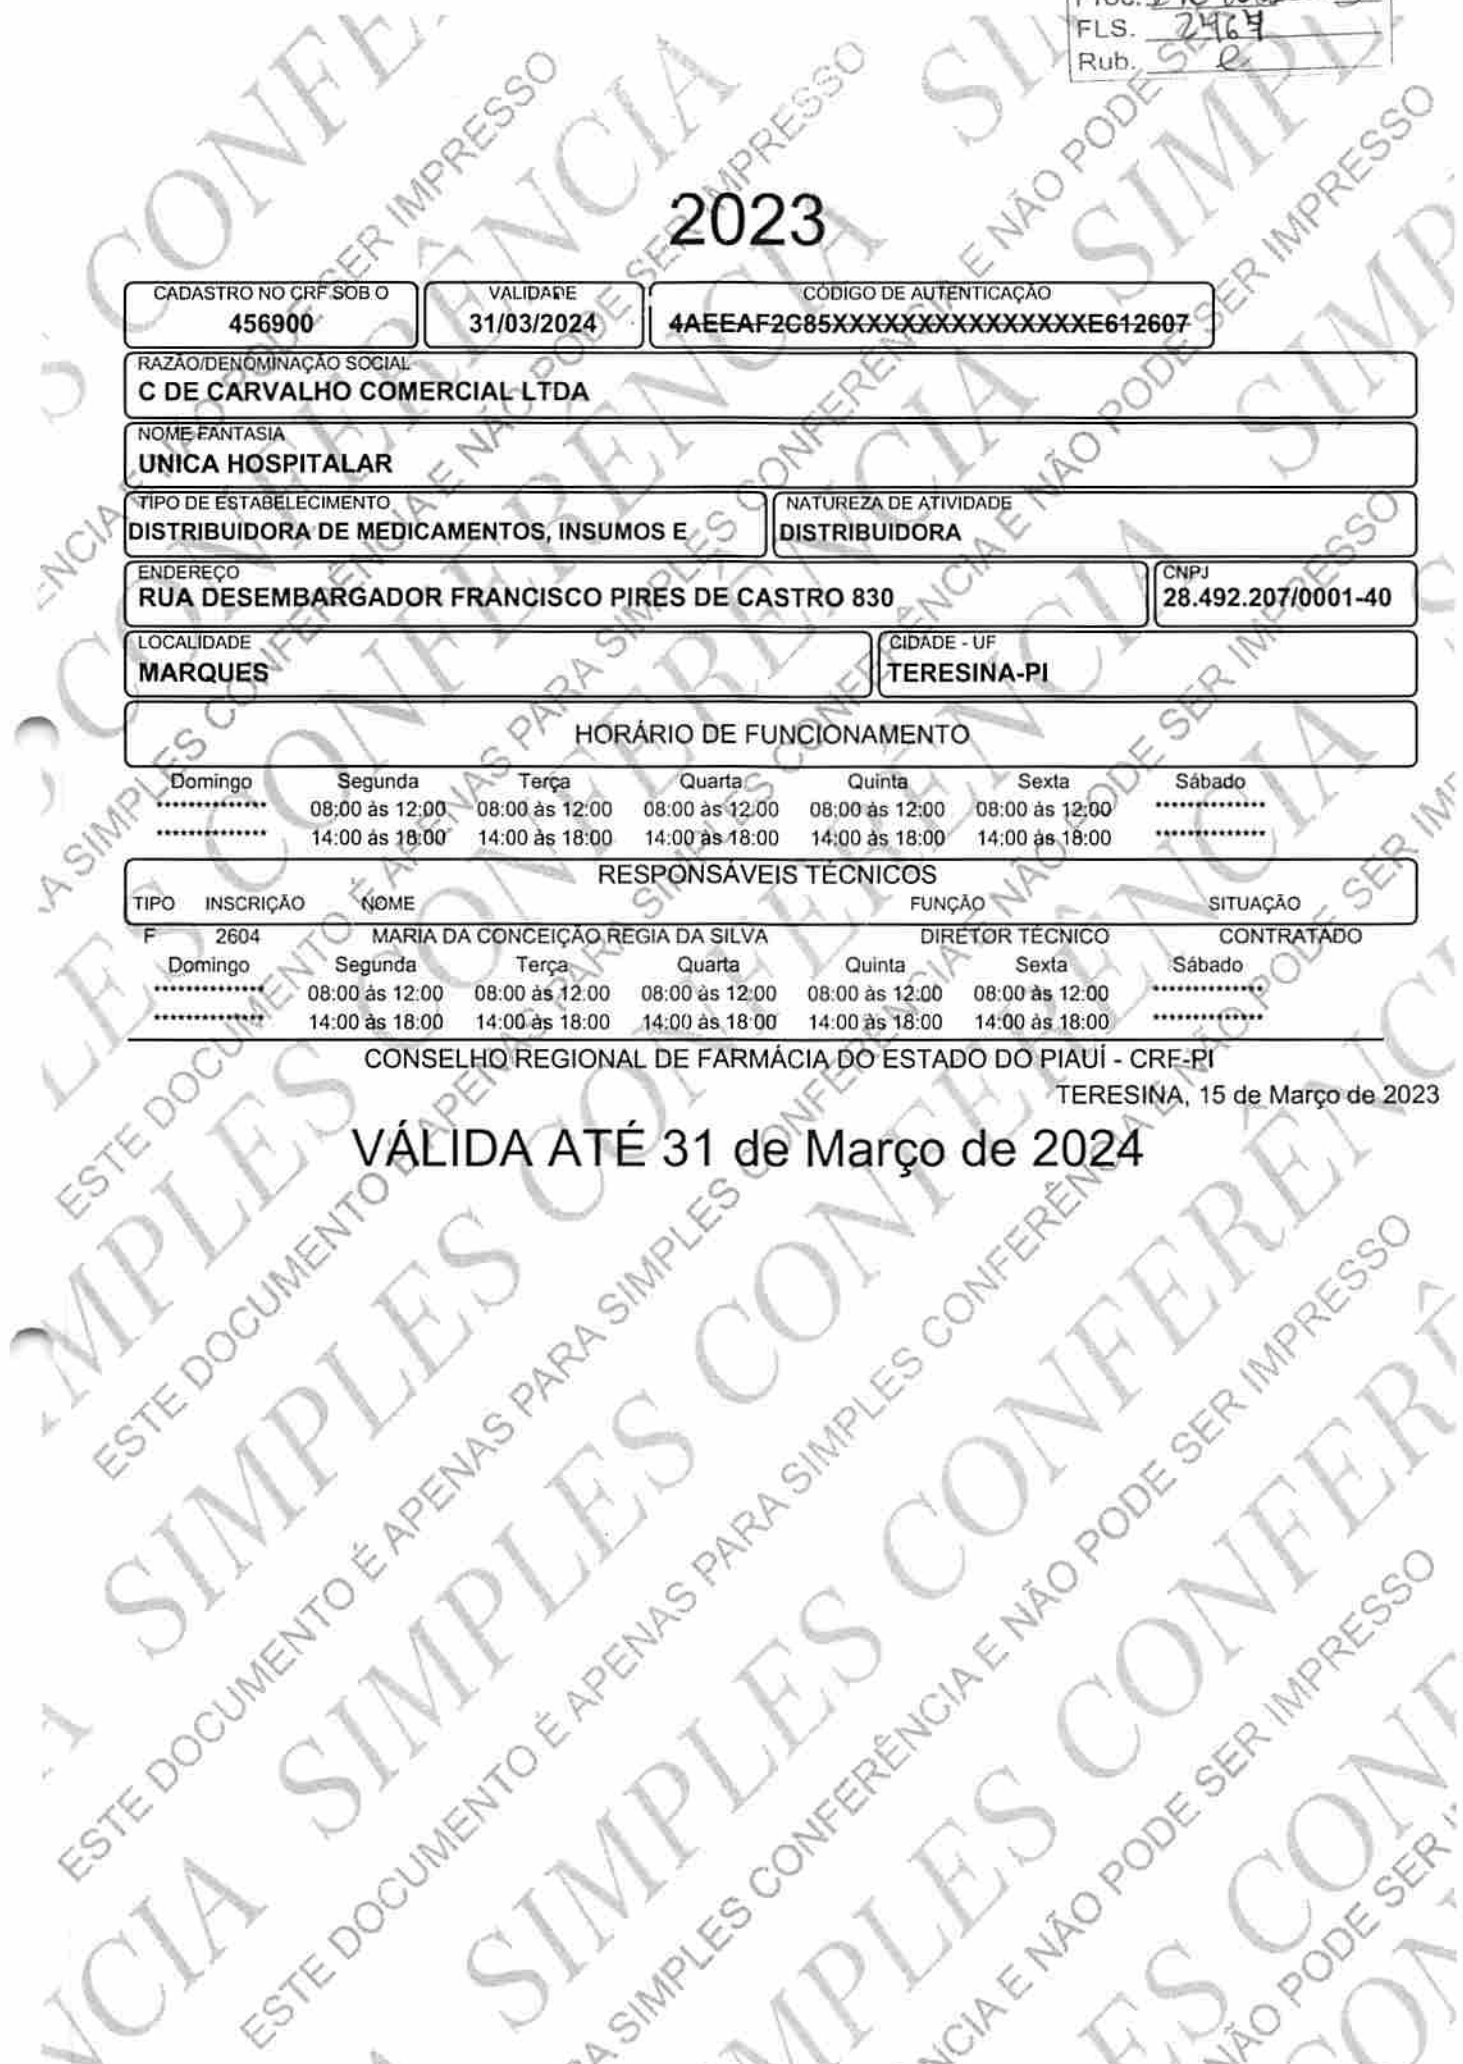 FLS. 2467
Rub.
2023
CADASTRO NO CRF SOB O VALIDADE CÓDIGO DE AUTENTICAÇÃO
456900 31/03/2024 4AEEAF2C85XXXXXXXXXXXXXXXXE612607
RAZÃO/DENOMINAÇÃO SOCIAL
C DE CARVALHO COMERCIAL LTDA
NOME FANTASIA
UNICA HOSPITALAR
TIPO DE ESTABELECIMENTO NATUREZA DE ATIVIDADE
DISTRIBUIDORA DE MEDICAMENTOS, INSUMOS E DISTRIBUIDORA
ENDEREÇO CNPJ
RUA DESEMBARGADOR FRANCISCO PIRES DE CASTRO 830 28.492.207/0001-40
LOCALIDADE CIDADE - UF
MARQUES TERESINA-PI
HORÁRIO DE FUNCIONAMENTO
Domingo Segunda Terça Quarta Quinta Sexta Sábado
************* 08:00 às 12:00 08:00 às 12:00 08:00 às 12:00 08:00 às 12:00 08:00 às 12:00 *************
************* 14:00 às 18:00 14:00 às 18:00 14:00 às 18:00 14:00 às 18:00 14:00 às 18:00 *************
RESPONSÁVEIS TÉCNICOS
TIPO INSCRIÇÃO NOME FUNÇÃO SITUAÇÃO
F 2604 MARIA DA CONCEIÇÃO REGIA DA SILVA DIRETOR TÉCNICO CONTRATADO
Domingo Segunda Terça Quarta Quinta Sexta Sábado
************* 08:00 às 12:00 08:00 às 12:00 08:00 às 12:00 08:00 às 12:00 08:00 às 12:00 *************
************* 14:00 às 18:00 14:00 às 18:00 14:00 às 18:00 14:00 às 18:00 14:00 às 18:00 *************
CONSELHO REGIONAL DE FARMÁCIA DO ESTADO DO PIAUÍ - CRF-PI
TERESINA, 15 de Março de 2023
VÁLIDA ATÉ 31 de Março de 2024
SIMPLES CONFERÊNCIA
ESTE DOCUMENTO É APENAS PARA SIMPLES CONFERÊNCIA E NÃO PODE SER IMPRESSO